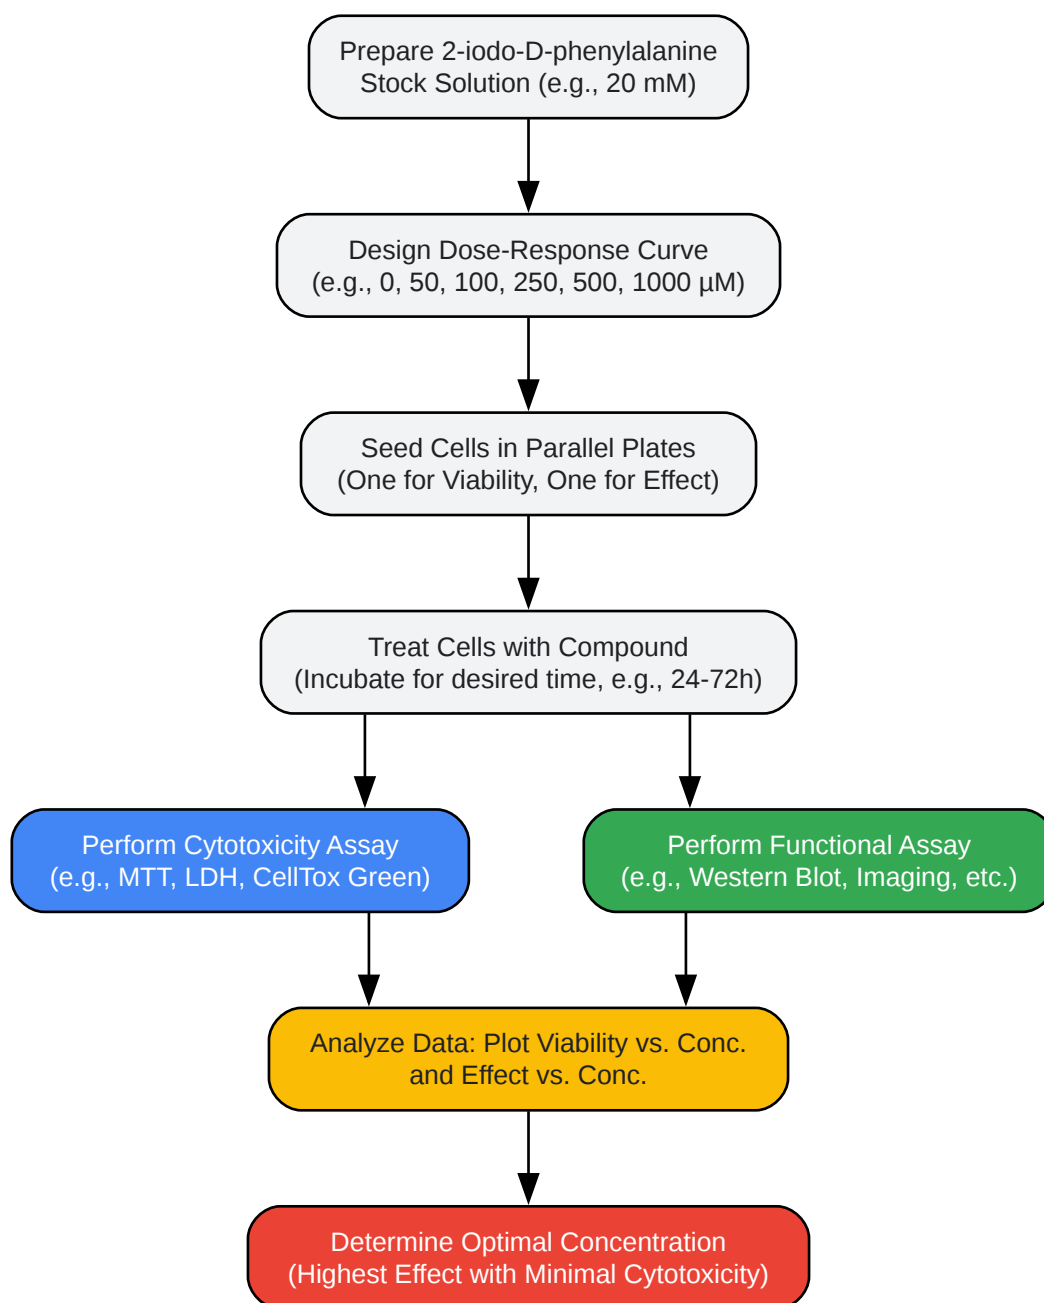 Prepare 2-iodo-D-phenylalanine
Stock Solution (e.g., 20 mM)
Design Dose-Response Curve
(e.g., 0, 50, 100, 250, 500, 1000 µM)
Seed Cells in Parallel Plates
(One for Viability, One for Effect)
Treat Cells with Compound
(Incubate for desired time, e.g., 24-72h)
Perform Cytotoxicity Assay
(e.g., MTT, LDH, CellTox Green)
Perform Functional Assay
(e.g., Western Blot, Imaging, etc.)
Analyze Data: Plot Viability vs. Conc.
and Effect vs. Conc.
Determine Optimal Concentration
(Highest Effect with Minimal Cytotoxicity)